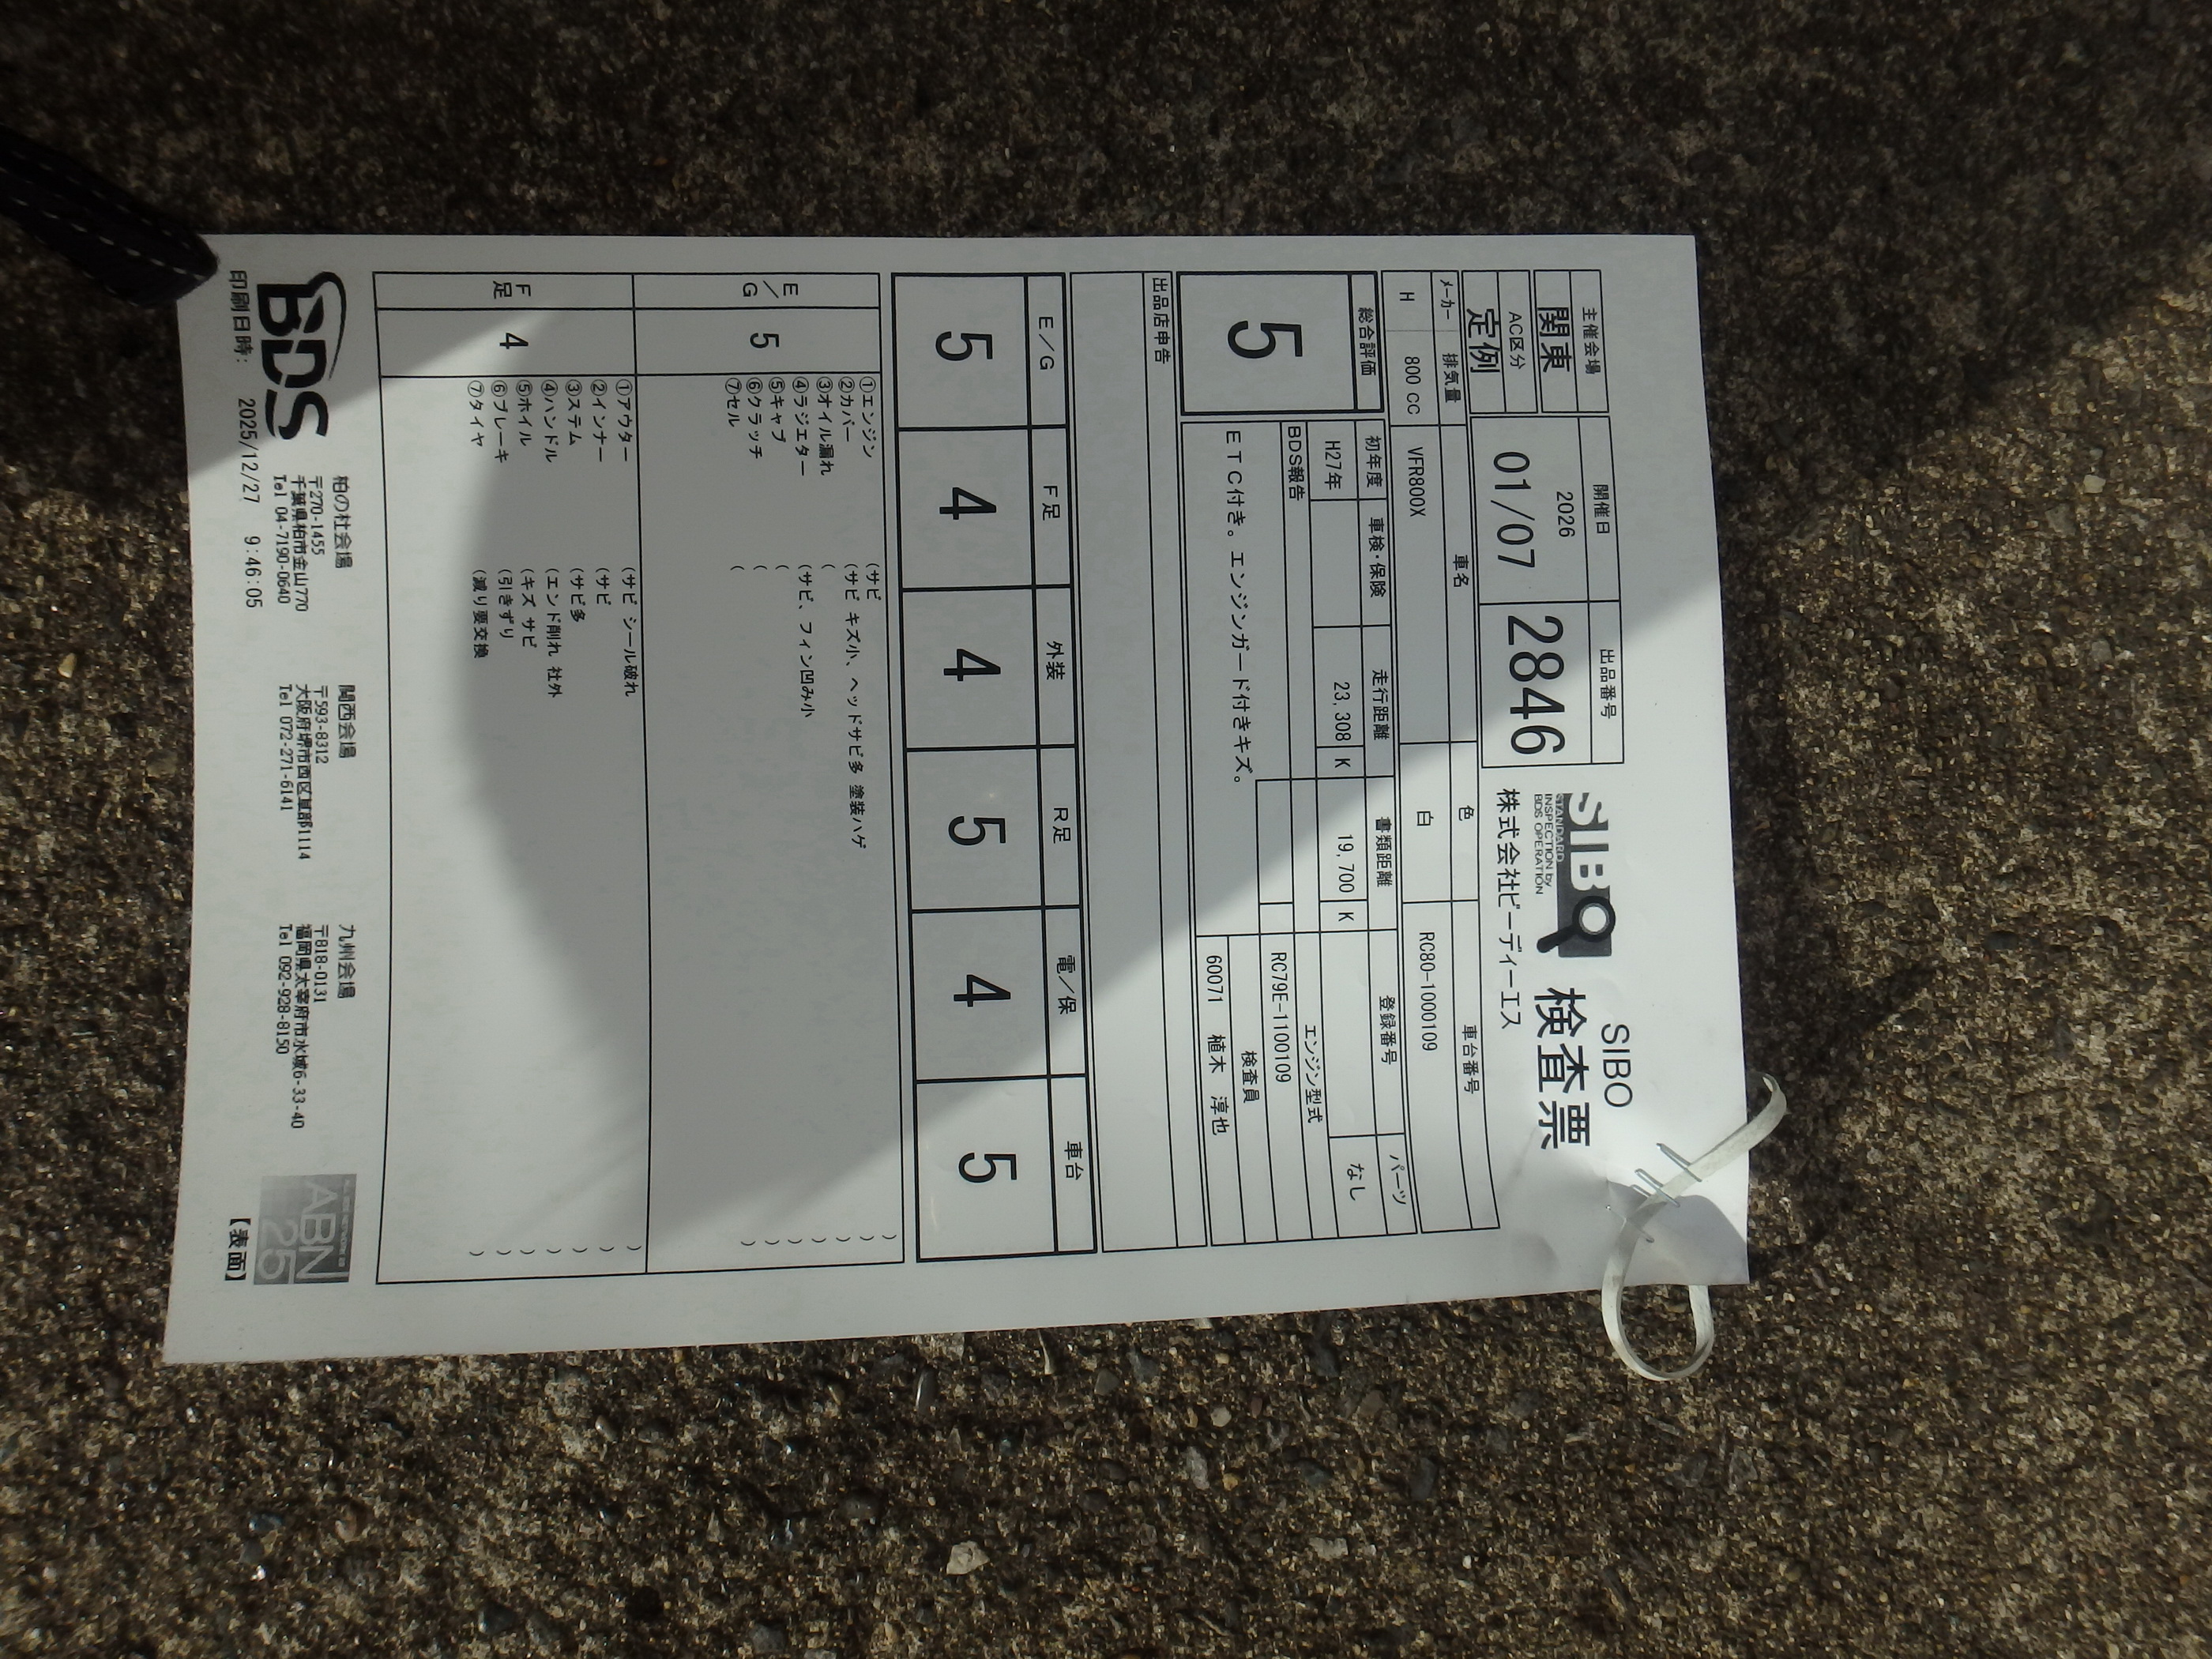 主催会場
関東
AC区分
定例
開催日
2026
01/07
出品番号
2846
SIBO
STANDARD
INSPECTION by
BDS OPERATION
株式会社ビーディーエス
SIBO
検査票
メーカー 排気量 車名 色 車台番号
H 800 CC VFR800X 白 RC80-1000109
総合評価
5
初年度 車検・保険 走行距離 書類距離 登録番号 パーツ
H27年 23,308 K 19,700 K なし
BDS報告
ETC付き。エンジンガード付きキズ。
エンジン型式
RC79E-1100109
検査員
60071 植木 淳也
出品店申告
E/G F足 外装 R足 電/保 車台
5 4 4 5 4 5
E/G 5
①エンジン (サビ )
②カバー (サビ キズ小、ヘッドサビ多 塗装ハゲ )
③オイル漏れ ( )
④ラジエター (サビ、フィン凹み小 )
⑤キャブ ( )
⑥クラッチ ( )
⑦セル ( )
F足 4
①アウター (サビ シール破れ )
②インナー (サビ )
③ステム (サビ多 )
④ハンドル (エンド削れ 社外 )
⑤ホイル (キズ サビ )
⑥ブレーキ (引きずり )
⑦タイヤ (減り要交換 )
BDS
柏の杜会場
〒270-1455
千葉県柏市金山770
Tel 04-7190-0640
関西会場
〒593-8312
大阪府堺市西区草部1114
Tel 072-271-6141
九州会場
〒818-0131
福岡県太宰府市水城6-33-40
Tel 092-928-8150
ABN
25
印刷日時: 2025/12/27 9:46:05
【表面】